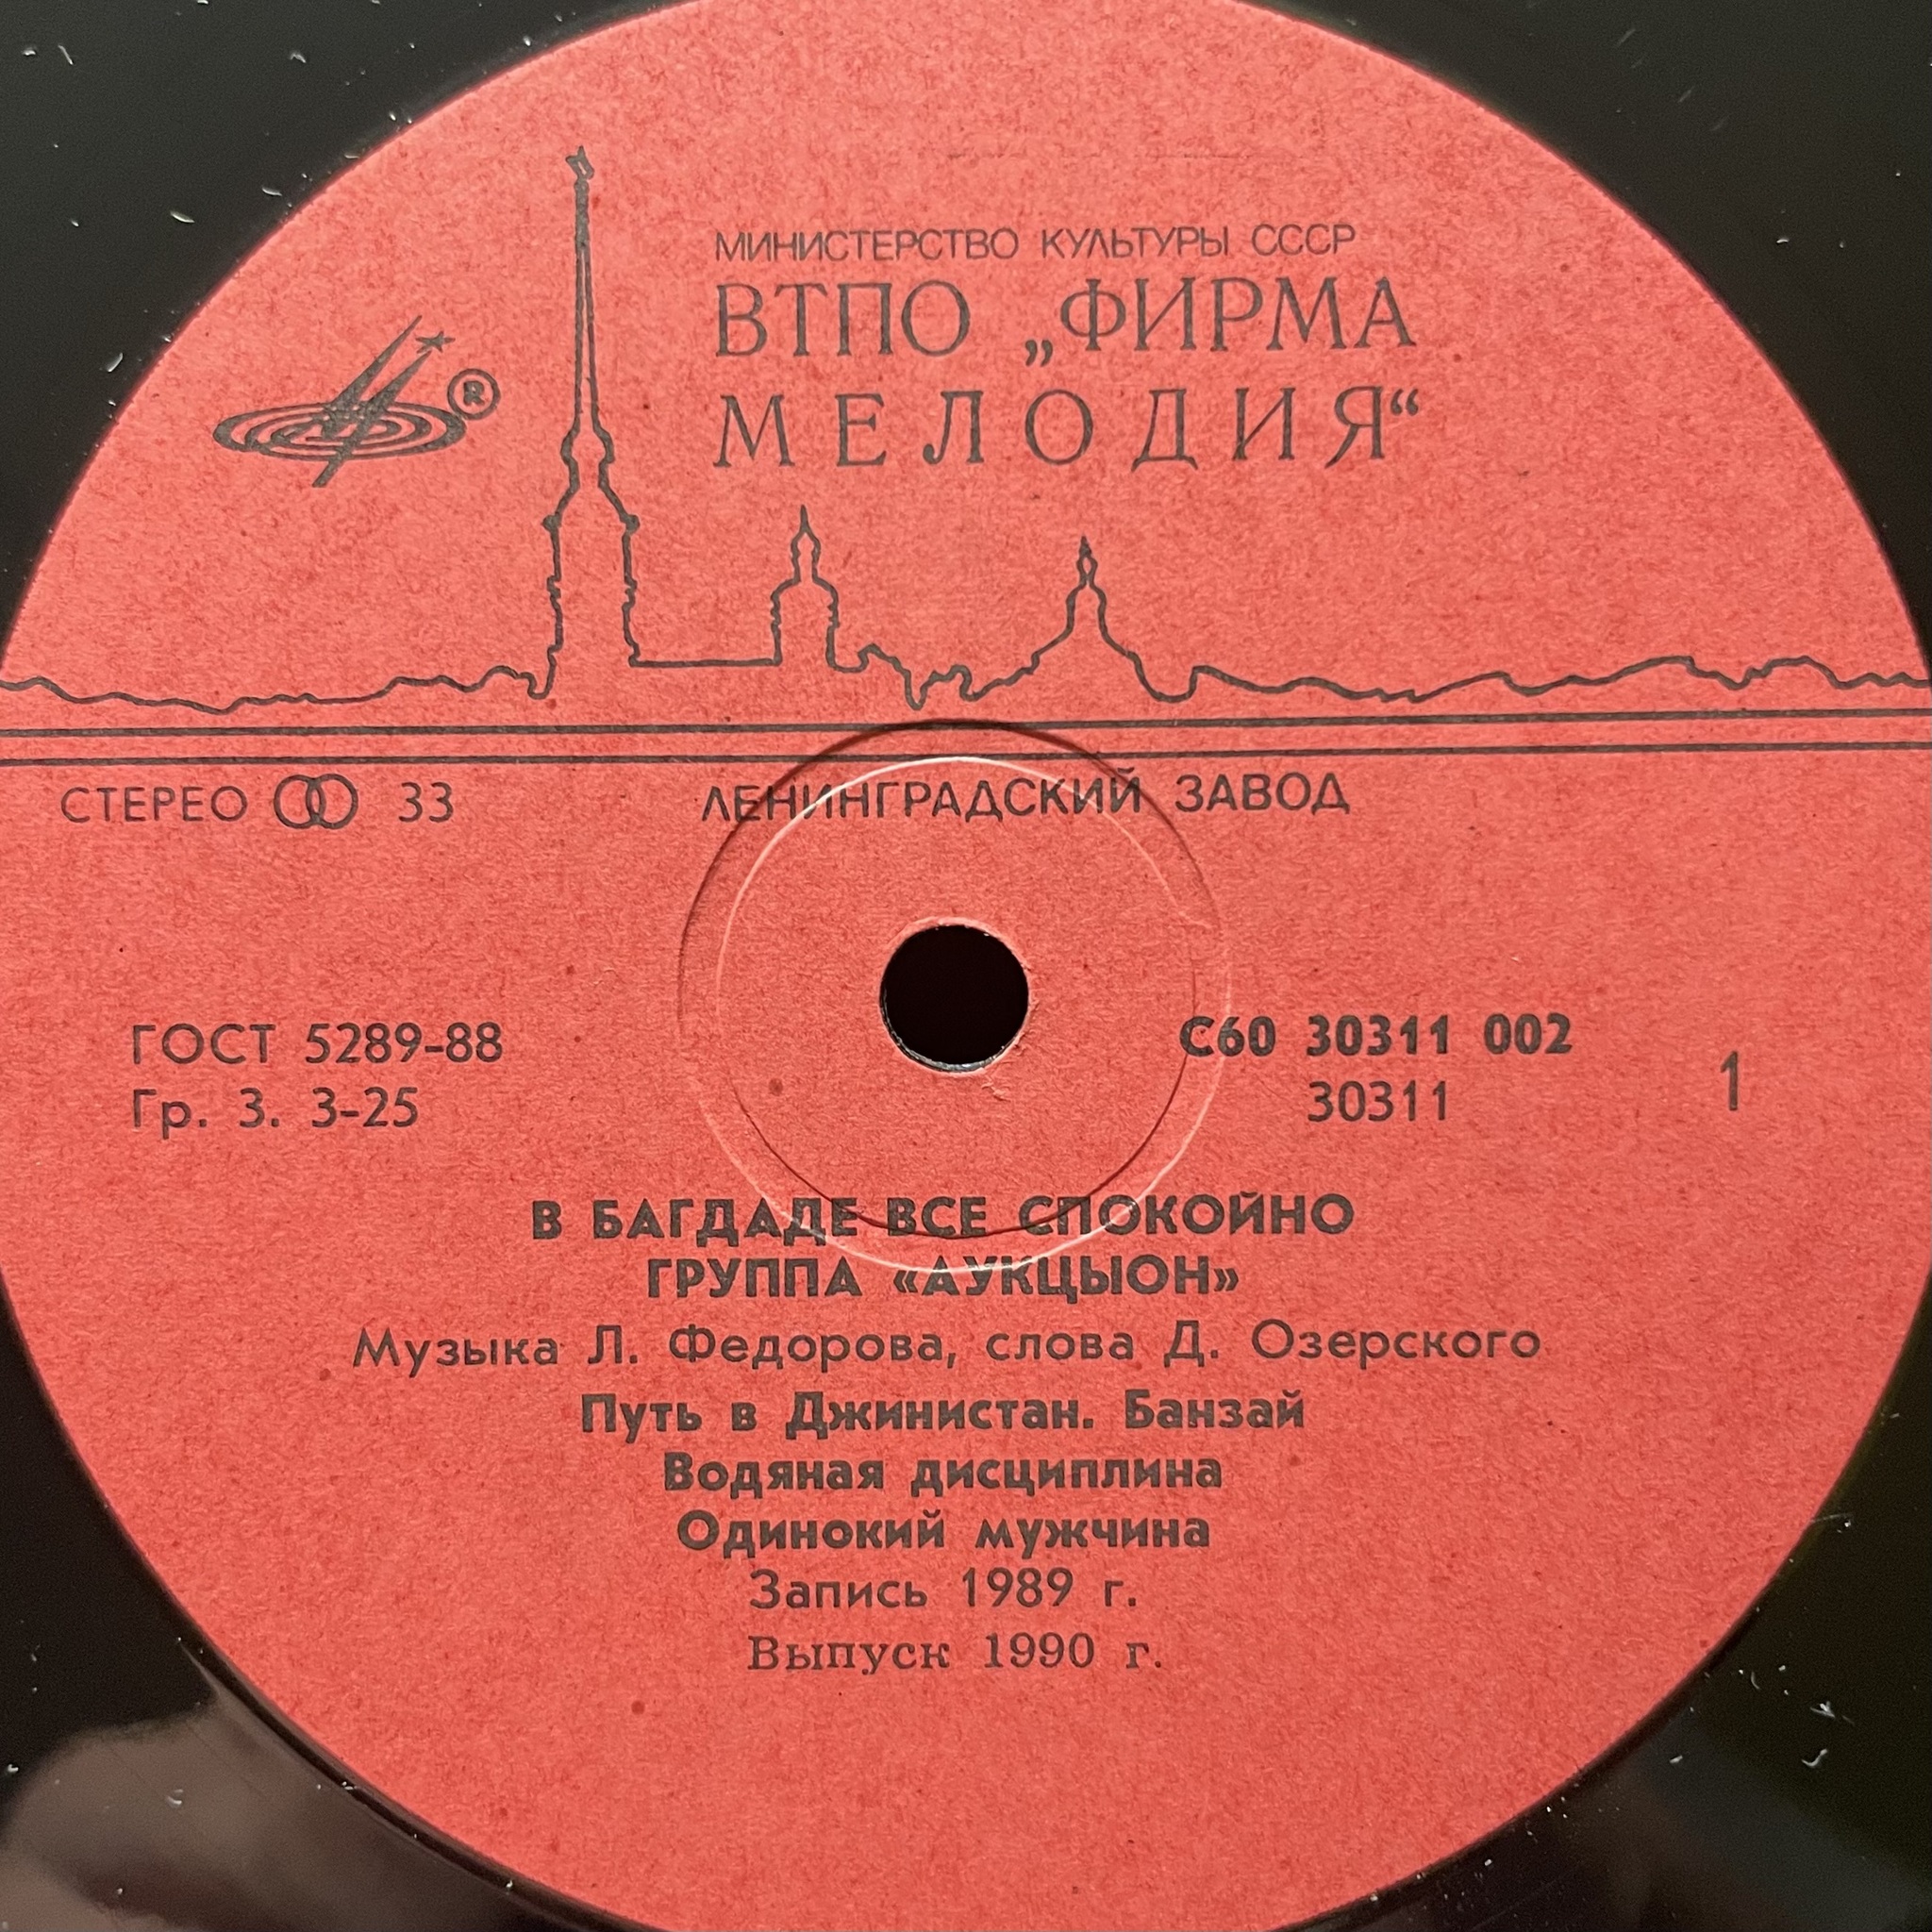 МИНИСТЕРСТВО КУЛЬТУРЫ СССР
ВТПО „ФИРМА
МЕЛОДИЯ“
®
СТЕРЕО 33
ЛЕНИНГРАДСКИЙ ЗАВОД
ГОСТ 5289-88
Гр. 3. 3-25
С60 30311 002
30311
1
В БАГДАДЕ ВСЕ СПОКОЙНО
ГРУППА «АУКЦЫОН»
Музыка Л. Федорова, слова Д. Озерского
Путь в Джинистан. Банзай
Водяная дисциплина
Одинокий мужчина
Запись 1989 г.
Выпуск 1990 г.